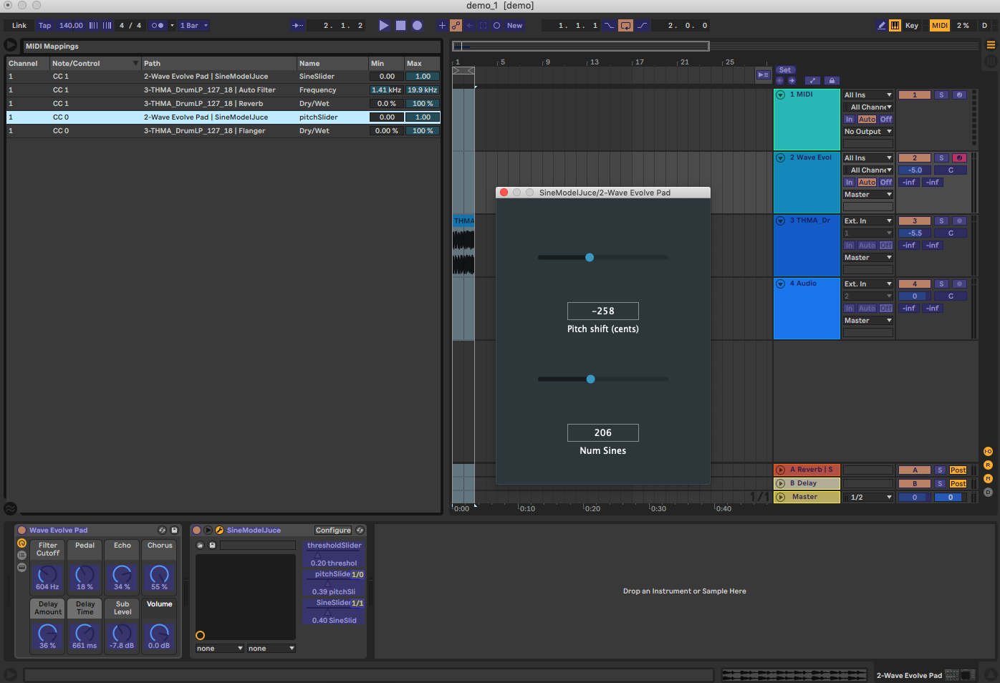 demo_1 [demo]
Link Tap 140.00 4 / 4 1 Bar 2. 1. 2 New 1. 1. 1 2. 0. 0 Key MIDI 2 % D
MIDI Mappings
Channel Note/Control Path Name Min Max
1 CC 1 2-Wave Evolve Pad | SineModelJuce SineSlider 0.00 1.00
1 CC 1 3-THMA_DrumLP_127_18 | Auto Filter Frequency 1.41 kHz 19.9 kHz
1 CC 1 3-THMA_DrumLP_127_18 | Reverb Dry/Wet 0.0 % 100 %
1 CC 0 2-Wave Evolve Pad | SineModelJuce pitchSlider 0.00 1.00
1 CC 0 3-THMA_DrumLP_127_18 | Flanger Dry/Wet 0.00 % 100 %
1 5 9 13 17 21 25
Set
1 MIDI All Ins 1 S
All Channe
In Auto Off
No Output
2 Wave Evol All Ins 2 S
All Channe -5.0 C
In Auto Off -inf -inf
Master
THMA
3 THMA_Dr Ext. In 3 S
1 -5.5 C
In Auto Off -inf -inf
Master
4 Audio Ext. In 4 S
2 0 C
In Auto Off -inf -inf
Master
SineModelJuce/2-Wave Evolve Pad
-258
Pitch shift (cents)
206
Num Sines
I·O
R
M
D
A Reverb | S A S Post
B Delay B S Post
1/1 Master 1/2 0 0
0:00 0:10 0:20 0:30 0:40
Wave Evolve Pad
Filter Cutoff Pedal Echo Chorus
604 Hz 18 % 34 % 55 %
Delay Amount Delay Time Sub Level Volume
36 % 661 ms -7.8 dB 0.0 dB
SineModelJuce Configure
thresholdSlider
0.20 threshol
pitchSlide 1/0
0.39 pitchSli
SineSlider 1/1
0.40 SineSlid
none none
Drop an Instrument or Sample Here
2-Wave Evolve Pad